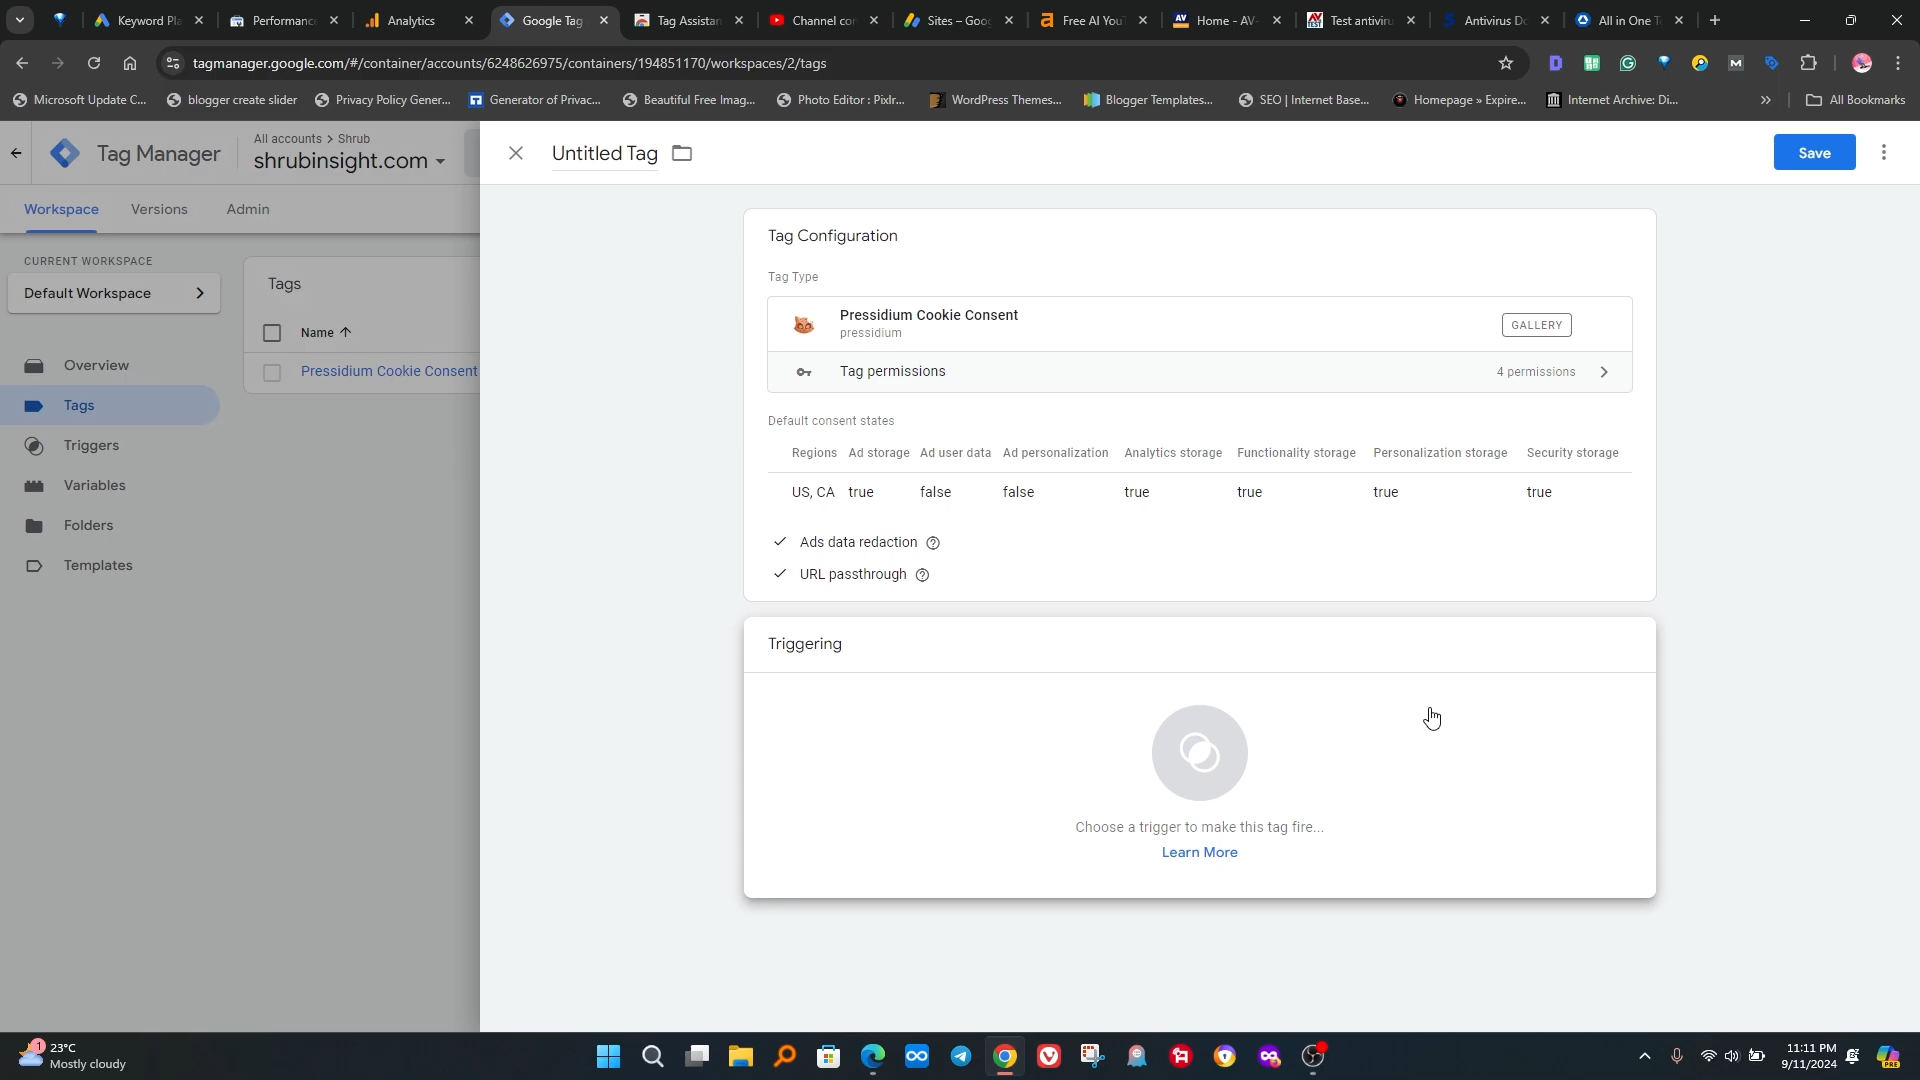 Keyword Pla
Performance
Analytics
Google Tag
Tag Assistan
Channel con
Sites – Goog
Free AI You
Home - AV-
Test antiviru
Antivirus Do
All in One T
tagmanager.google.com/#/container/accounts/6248626975/containers/194851170/workspaces/2/tags
Microsoft Update C...
blogger create slider
Privacy Policy Gener...
Generator of Privac...
Beautiful Free Imag...
Photo Editor : Pixlr...
WordPress Themes...
Blogger Templates...
SEO | Internet Base...
Homepage » Expire...
Internet Archive: Di...
»
All Bookmarks
Tag Manager
All accounts > Shrub
shrubinsight.com
Untitled Tag
Save
Workspace
Versions
Admin
CURRENT WORKSPACE
Default Workspace
Overview
Tags
Triggers
Variables
Folders
Templates
Tags
Name
Pressidium Cookie Consent
Tag Configuration
Tag Type
Pressidium Cookie Consent
pressidium
GALLERY
Tag permissions
4 permissions
Default consent states
Regions Ad storage Ad user data Ad personalization Analytics storage Functionality storage Personalization storage Security storage
US, CA true false false true true true true
Ads data redaction
URL passthrough
Triggering
Choose a trigger to make this tag fire...
Learn More
1
23°C
Mostly cloudy
11:11 PM
9/11/2024
PRE